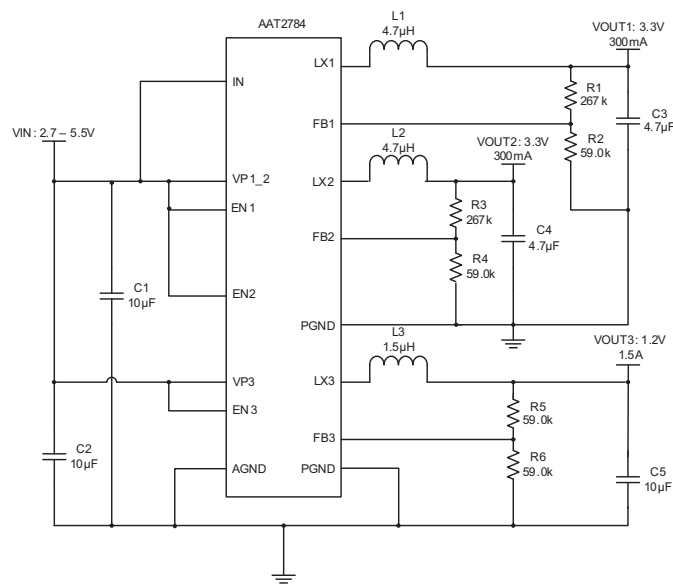 AAT2784
L1
4.7µH
VOUT1: 3.3V
300mA
LX1
IN
R1
267k
C3
4.7µF
VIN: 2.7 – 5.5V
FB1
L2
4.7µH
R2
59.0k
VOUT2: 3.3V
300mA
VP1_2
LX2
EN1
R3
267k
C4
4.7µF
FB2
R4
59.0k
C1
10µF
EN2
PGND
L3
1.5µH
VOUT3: 1.2V
1.5A
VP3
LX3
EN3
R5
59.0k
FB3
C2
10µF
AGND
PGND
R6
59.0k
C5
10µF